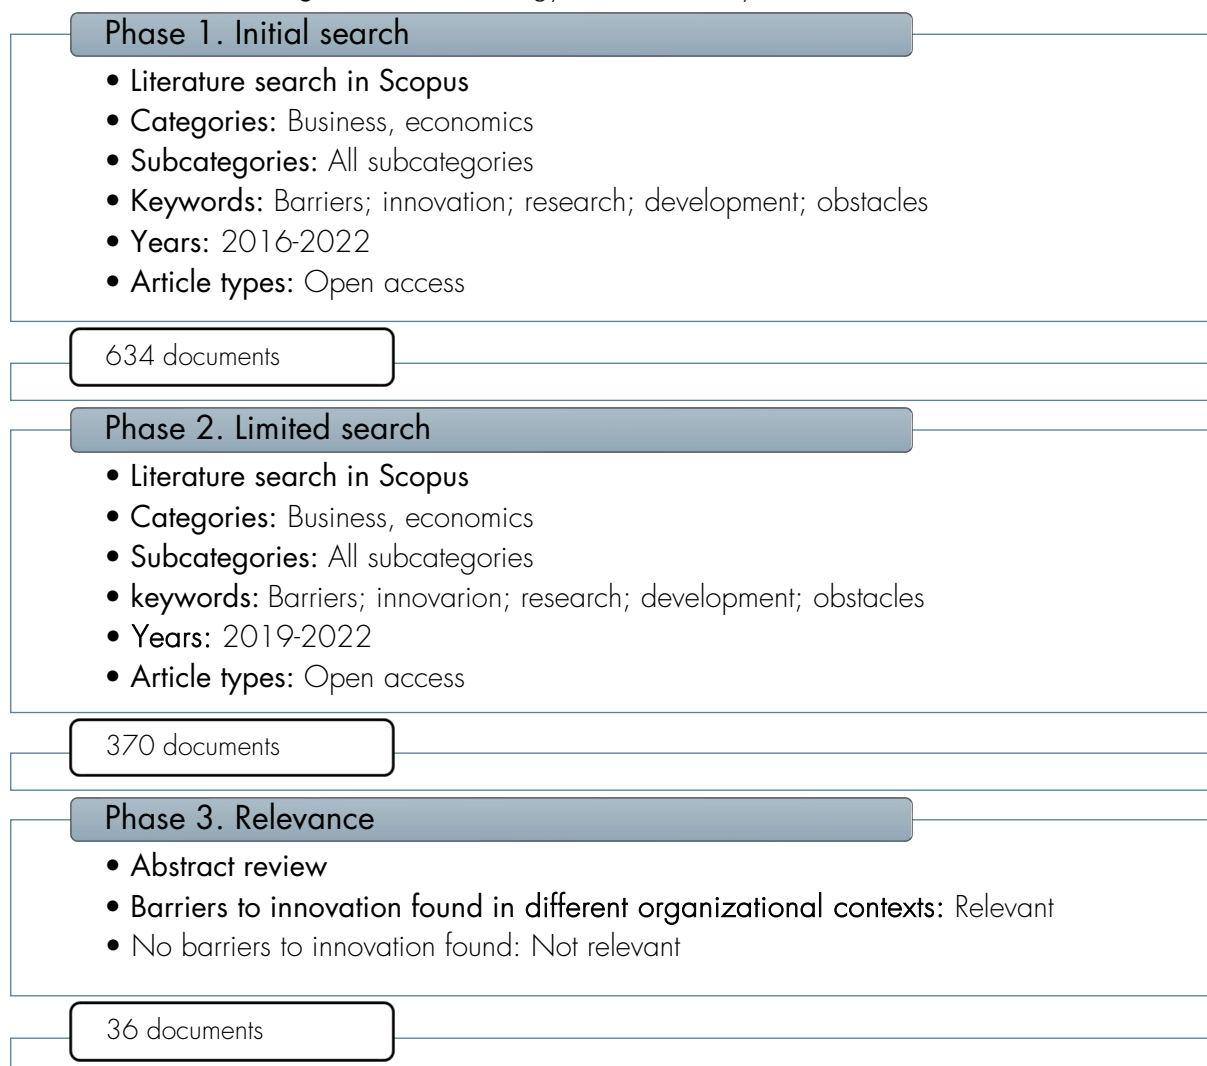 Phase 1. Initial search
• Literature search in Scopus
• Categories: Business, economics
• Subcategories: All subcategories
• Keywords: Barriers; innovation; research; development; obstacles
• Years: 2016-2022
• Article types: Open access
634 documents
Phase 2. Limited search
• Literature search in Scopus
• Categories: Business, economics
• Subcategories: All subcategories
• keywords: Barriers; innovarion; research; development; obstacles
• Years: 2019-2022
• Article types: Open access
370 documents
Phase 3. Relevance
• Abstract review
• Barriers to innovation found in different organizational contexts: Relevant
• No barriers to innovation found: Not relevant
36 documents